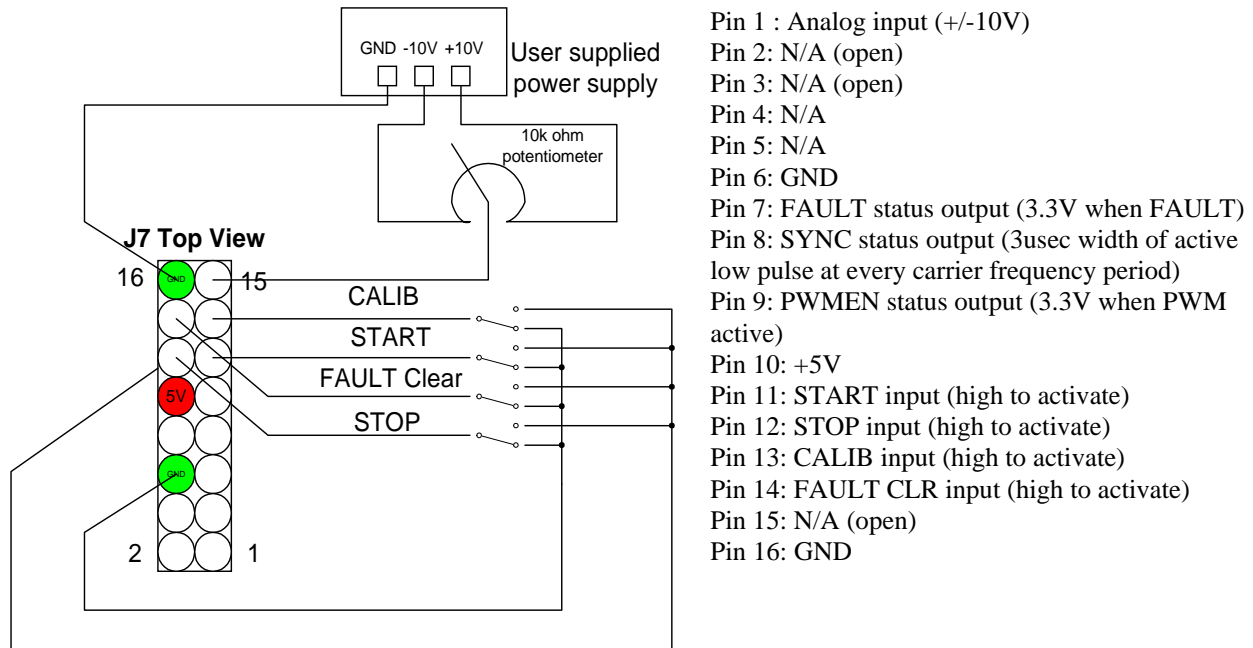 GND -10V +10V
User supplied
power supply
10k ohm
potentiometer
J7 Top View
16
GND
15
CALIB
START
FAULT Clear
5V
STOP
GND
2
1
Pin 1 : Analog input (+/-10V)
Pin 2: N/A (open)
Pin 3: N/A (open)
Pin 4: N/A
Pin 5: N/A
Pin 6: GND
Pin 7: FAULT status output (3.3V when FAULT)
Pin 8: SYNC status output (3usec width of active
low pulse at every carrier frequency period)
Pin 9: PWMEN status output (3.3V when PWM
active)
Pin 10: +5V
Pin 11: START input (high to activate)
Pin 12: STOP input (high to activate)
Pin 13: CALIB input (high to activate)
Pin 14: FAULT CLR input (high to activate)
Pin 15: N/A (open)
Pin 16: GND